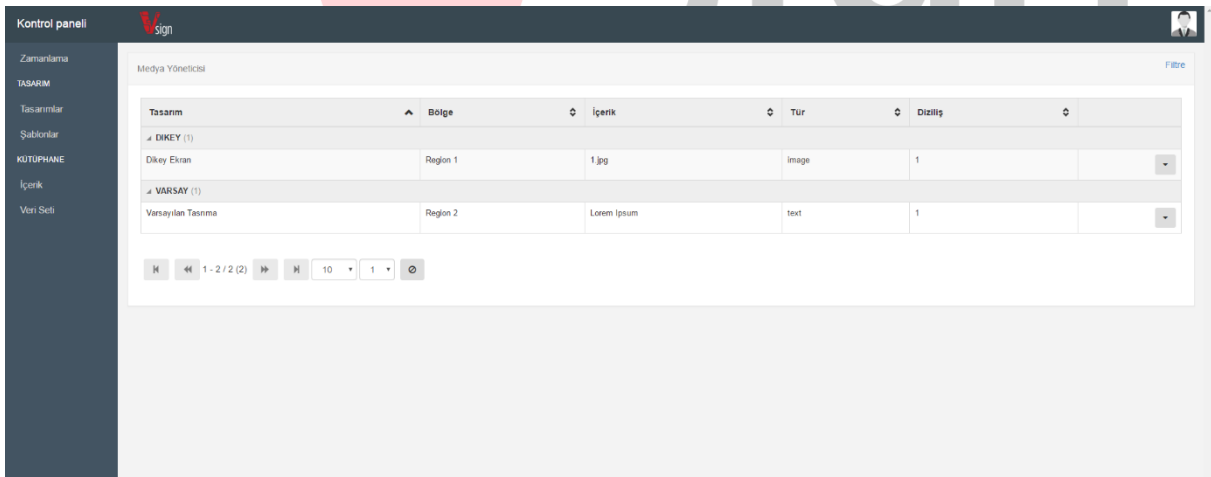 Kontrol paneli
Vsign
Zamanlama
TASARIM
Tasarımlar
Şablonlar
KÜTÜPHANE
İçerik
Veri Seti
Medya Yöneticisi
Filtre
Tasarım Bölge İçerik Tür Diziliş
DIKEY (1)
Dikey Ekran Region 1 1.jpg image 1
VARSAY (1)
Varsayılan Tasrıma Region 2 Lorem Ipsum text 1
1 - 2 / 2 (2) 10 1